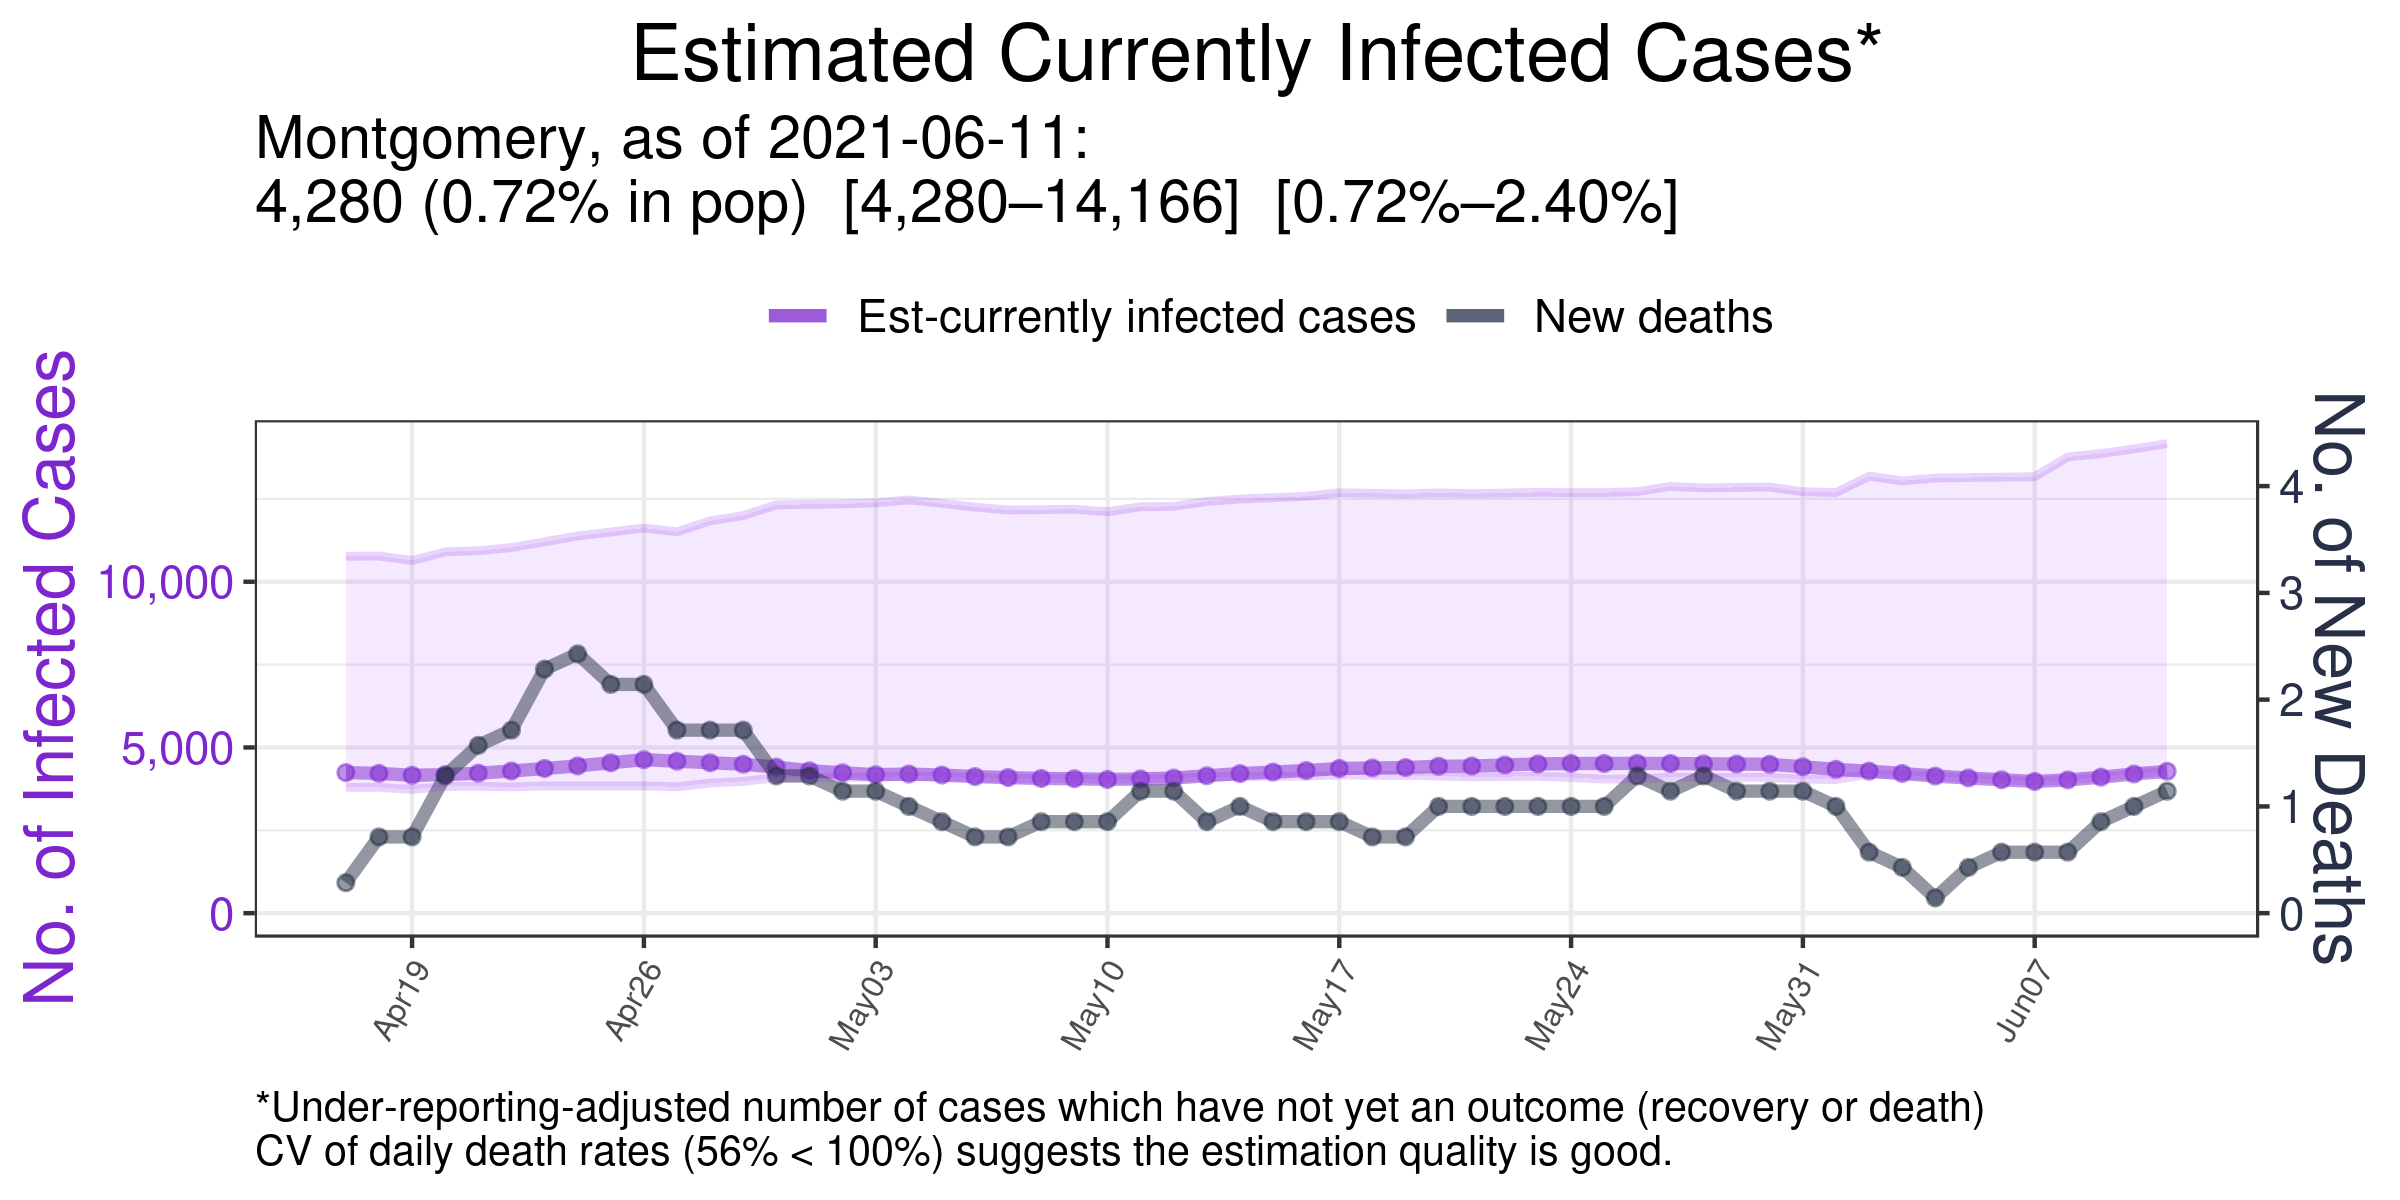 Estimated Currently Infected Cases*
Montgomery, as of 2021-06-11:
4,280 (0.72% in pop)  [4,280–14,166]  [0.72%–2.40%]
Est-currently infected cases
New deaths
No. of Infected Cases
10,000
5,000
0
No. of New Deaths
4
3
2
1
0
Apr19
Apr26
May03
May10
May17
May24
May31
Jun07
*Under-reporting-adjusted number of cases which have not yet an outcome (recovery or death)
CV of daily death rates (56% < 100%) suggests the estimation quality is good.